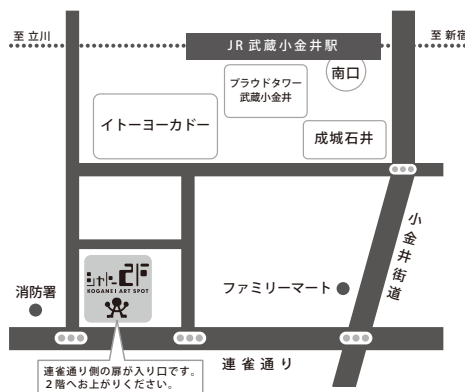 至 立川
JR 武蔵小金井駅
至 新宿
南口
プラウドタワー
武蔵小金井
イトーヨーカドー
成城石井
小金井街道
シャトー2F
KOGANEI ART SPOT
消防署
ファミリーマート
連雀通り
連雀通り側の扉が入り口です。
2階へお上がりください。